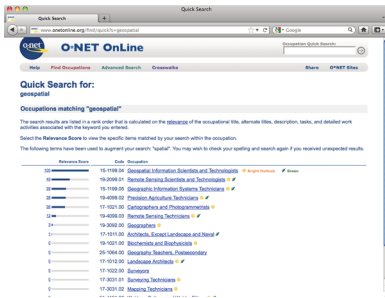 Quick Search
Quick Search
www.onetonline.org/find/quick?s=geospatial
Google
o*net
O*NET OnLine
Occupation Quick Search:
Help Find Occupations Advanced Search Crosswalks Share O*NET Sites
Quick Search for:
geospatial
Occupations matching "geospatial"
The search results are listed in a rank order that is calculated on the relevance of the occupational title, alternate titles, description, tasks, and detailed work
activities associated with the keyword you entered.
Select the Relevance Score to view the specific items matched by your search within the occupation.
The following terms have been used to augment your search: "spatial". You may wish to check your spelling and search again if you received unexpected results.
Relevance Score Code Occupation
100 15-1199.04 Geospatial Information Scientists and Technologists Bright Outlook Green
19-2099.01 Remote Sensing Scientists and Technologists
15-1199.05 Geographic Information Systems Technicians
19-4099.02 Precision Agriculture Technicians
17-1021.00 Cartographers and Photogrammetrists
19-4099.03 Remote Sensing Technicians
19-3092.00 Geographers
17-1011.00 Architects, Except Landscape and Naval
19-1021.00 Biochemists and Biophysicists
25-1064.00 Geography Teachers, Postsecondary
17-1012.00 Landscape Architects
17-1022.00 Surveyors
17-3031.01 Surveying Technicians
17-3031.02 Mapping Technicians